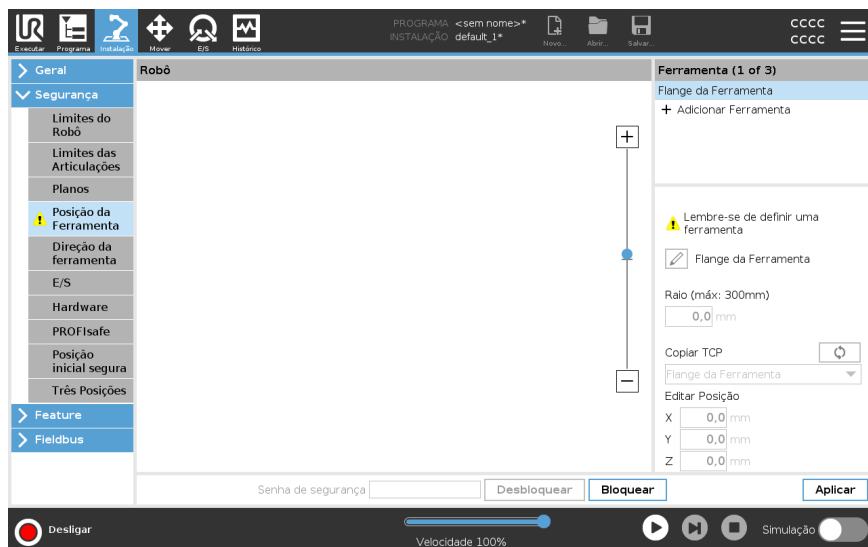 PROGRAMA <sem nome>*
INSTALAÇÃO default_1*
CCCC
CCCC
Executar Programa Instalação Mover E/S Histórico Novo... Abrir... Salvar...
Geral
Segurança
Limites do
Robô
Limites das
Articulações
Planos
Posição da
Ferramenta
Direção da
ferramenta
E/S
Hardware
PROFIsafe
Posição
inicial segura
Três Posições
Feature
Fieldbus
Robô
Ferramenta (1 of 3)
Flange da Ferramenta
+ Adicionar Ferramenta
Lembre-se de definir uma
ferramenta
Flange da Ferramenta
Raio (máx: 300mm)
0,0 mm
Copiar TCP
Flange da Ferramenta
Editar Posição
X 0,0 mm
Y 0,0 mm
Z 0,0 mm
Senha de segurança Desbloquear Bloquear Aplicar
Desligar
Velocidade 100%
Simulação